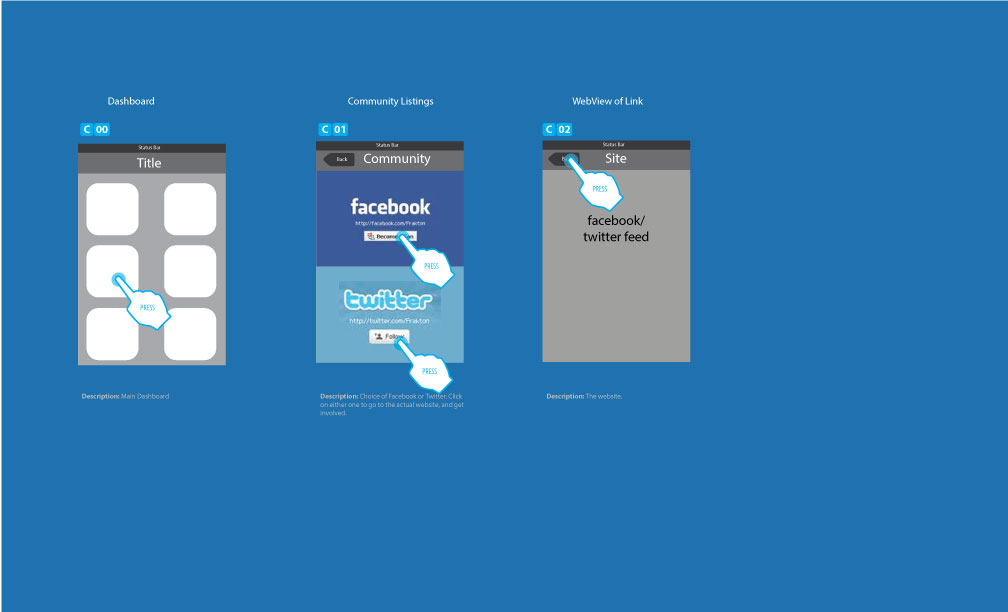 Dashboard
C 00
Status Bar
Title
PRESS
Description: Main Dashboard
Community Listings
C 01
Status Bar
Back
Community
facebook
http://facebook.com/Frakton
PRESS
twitter
http://twitter.com/Frakton
Follow
PRESS
Description: Choice of Facebook or Twitter. Click
on either one to go to the actual website, and get
involved.
WebView of Link
C 02
Status Bar
Site
PRESS
facebook/
twitter feed
Description: The website.